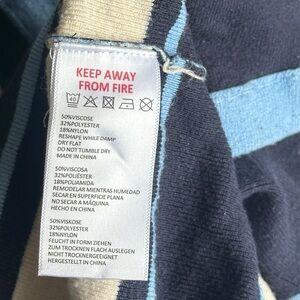 KEEP AWAY
FROM FIRE
40
50%VISCOSE
32%POLYESTER
18%NYLON
RESHAPE WHILE DAMP
DRY FLAT
DO NOT TUMBLE DRY
MADE IN CHINA
50%VISCOSA
32%POLIÉSTER
18%POLIAMIDA
REMODELAR MIENTRAS HUMEDAD
SECAR EN SUPERFICIE PLANA
NO SECAR A MÁQUINA
HECHO EN CHINA
50%VISKOSE
32%POLYESTER
18%NYLON
FEUCHT IN FORM ZIEHEN
ZUM TROCKNEN FLACH AUSLEGEN
NICHT TROCKNERGEEIGNET
HERGESTELLT IN CHINA